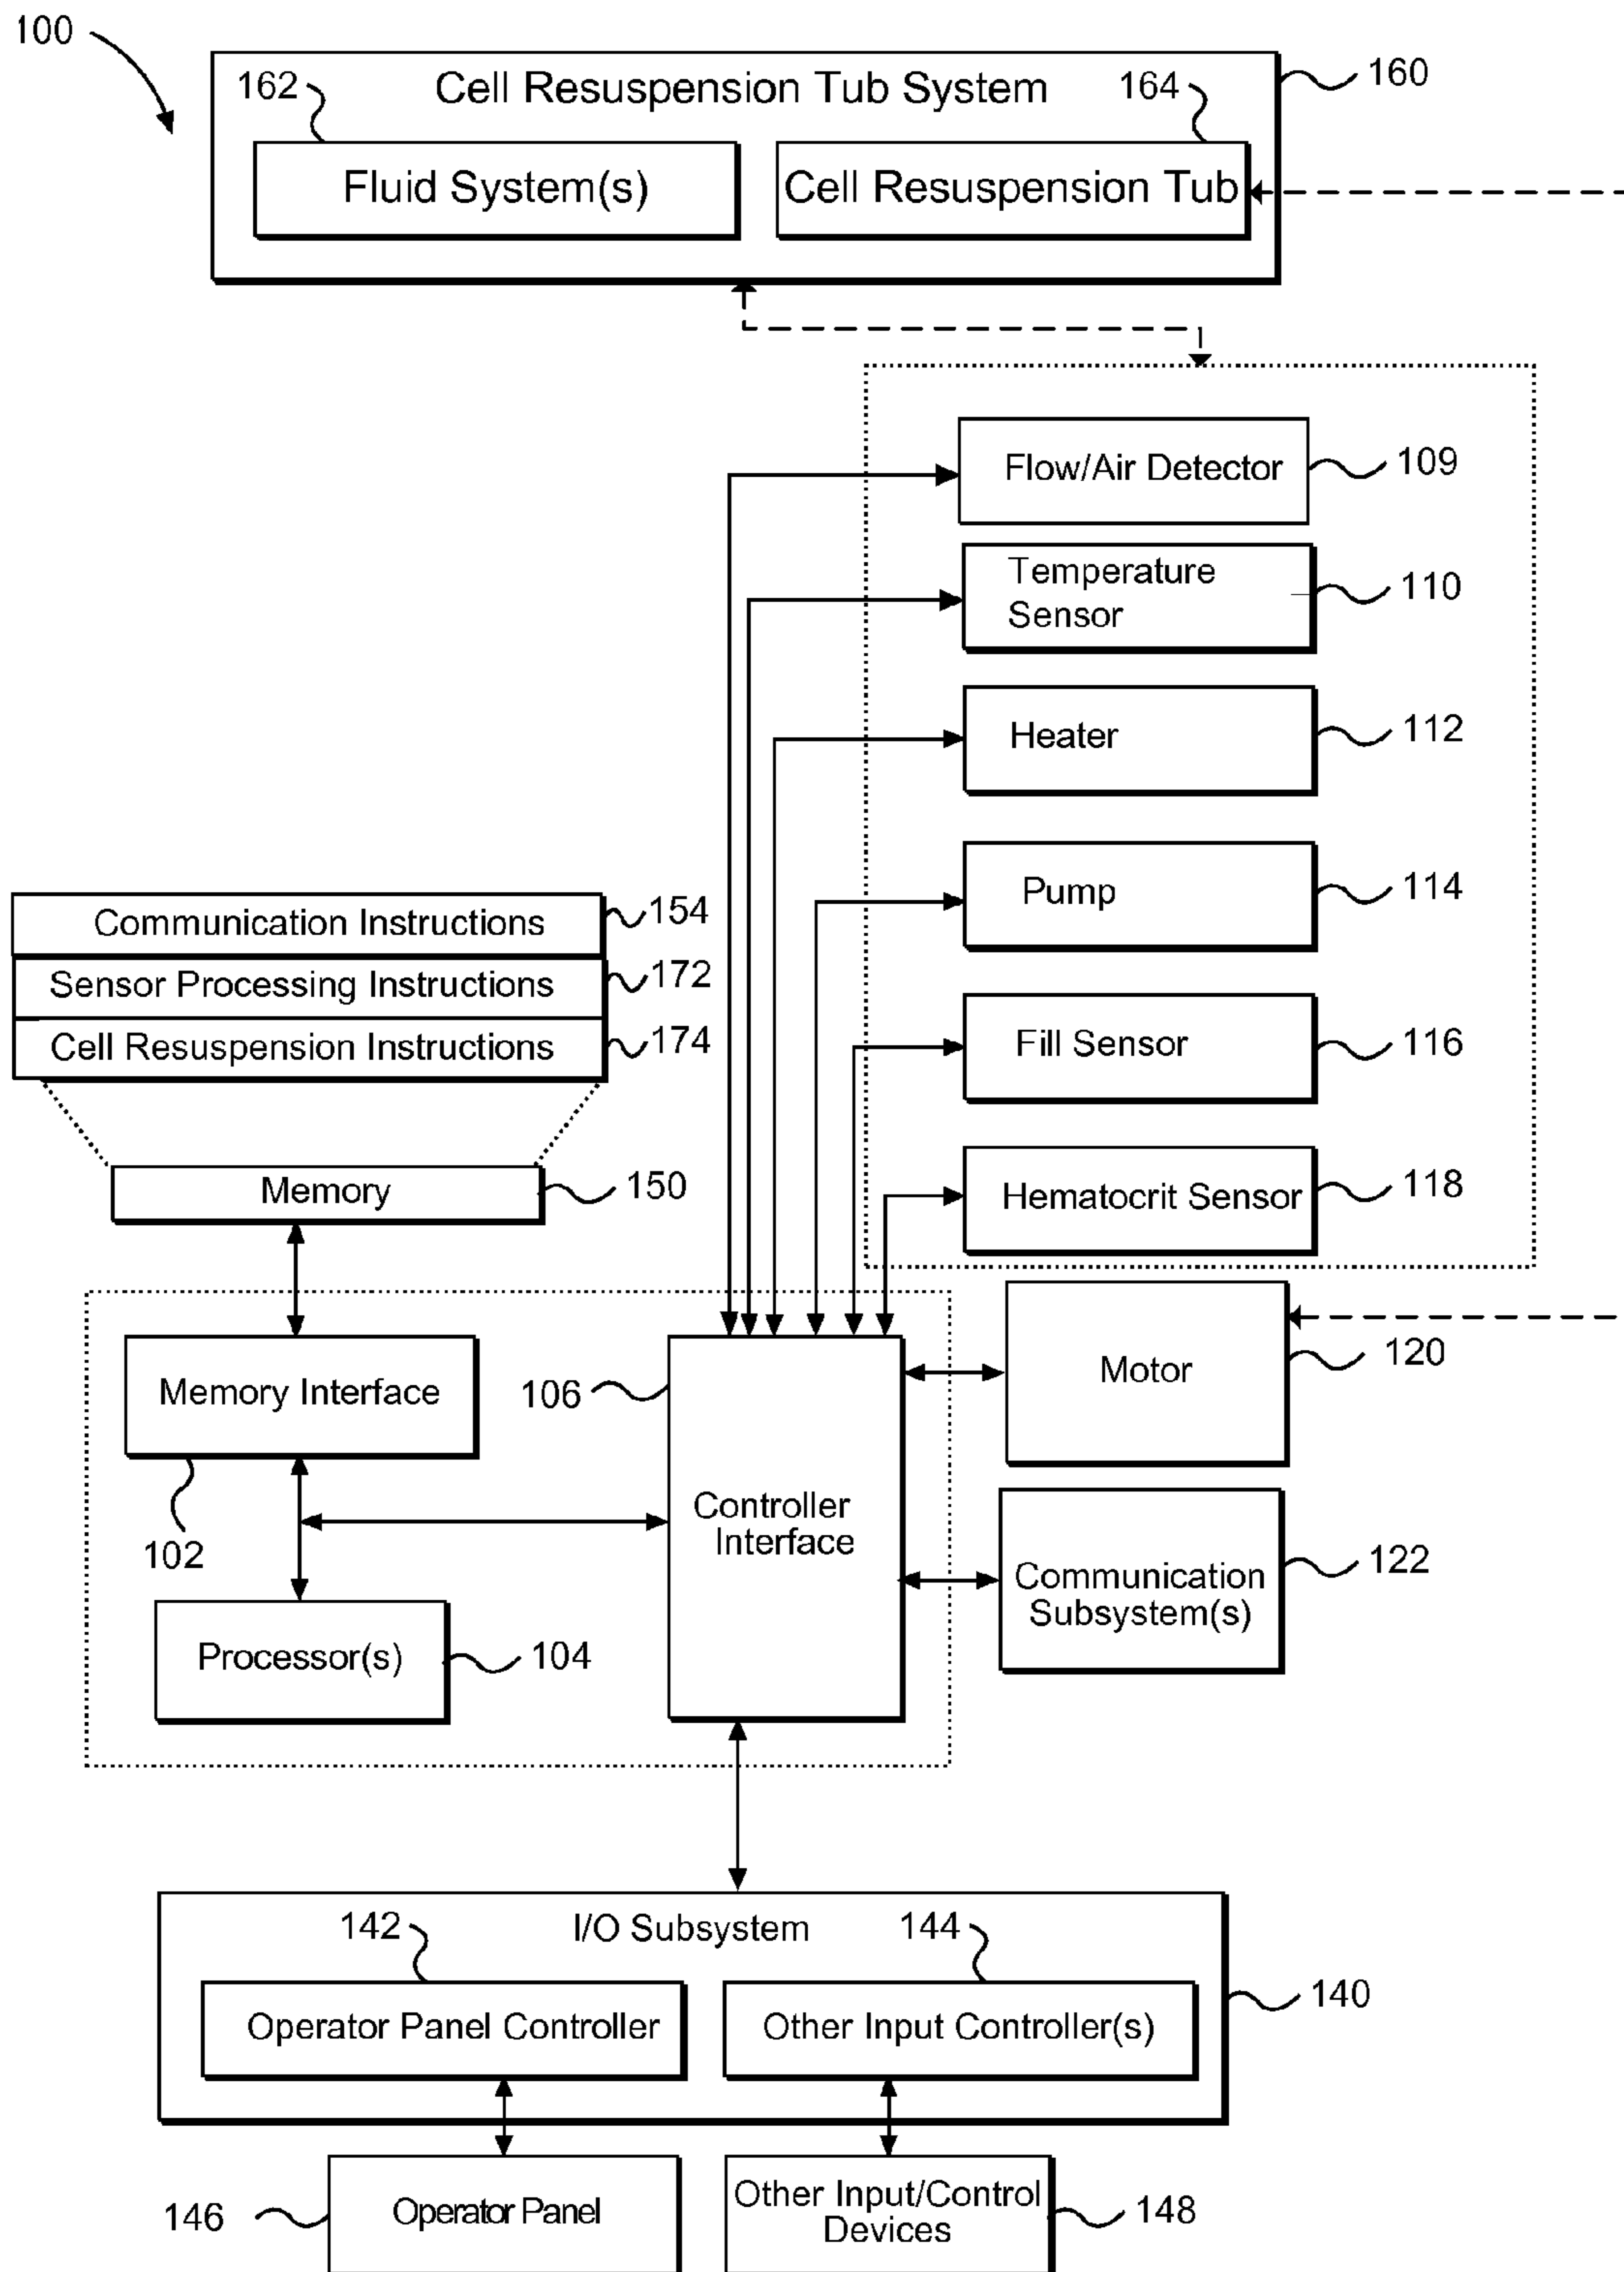 100
Cell Resuspension Tub System
160
162
164
Fluid System(s)
Cell Resuspension Tub
Flow/Air Detector
109
Temperature
Sensor
110
Heater
112
Pump
114
Communication Instructions
154
Sensor Processing Instructions
172
Cell Resuspension Instructions
174
Fill Sensor
116
Memory
150
Hematocrit Sensor
118
Memory Interface
102
106
Controller
Interface
Motor
120
Processor(s)
104
Communication
Subsystem(s)
122
I/O Subsystem
142
144
140
Operator Panel Controller
Other Input Controller(s)
146
Operator Panel
Other Input/Control
Devices
148